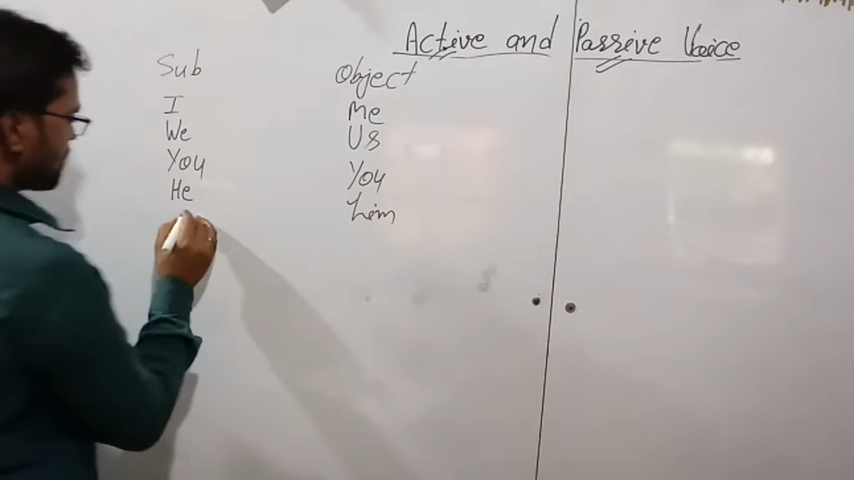 Active and Passive Voice
Sub Object
I Me
We Us
You You
He him